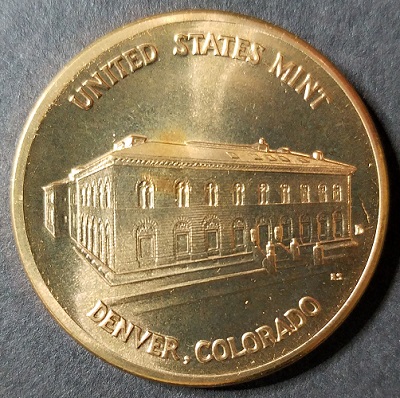 UNITED STATES MINT
R.S.
DENVER, COLORADO